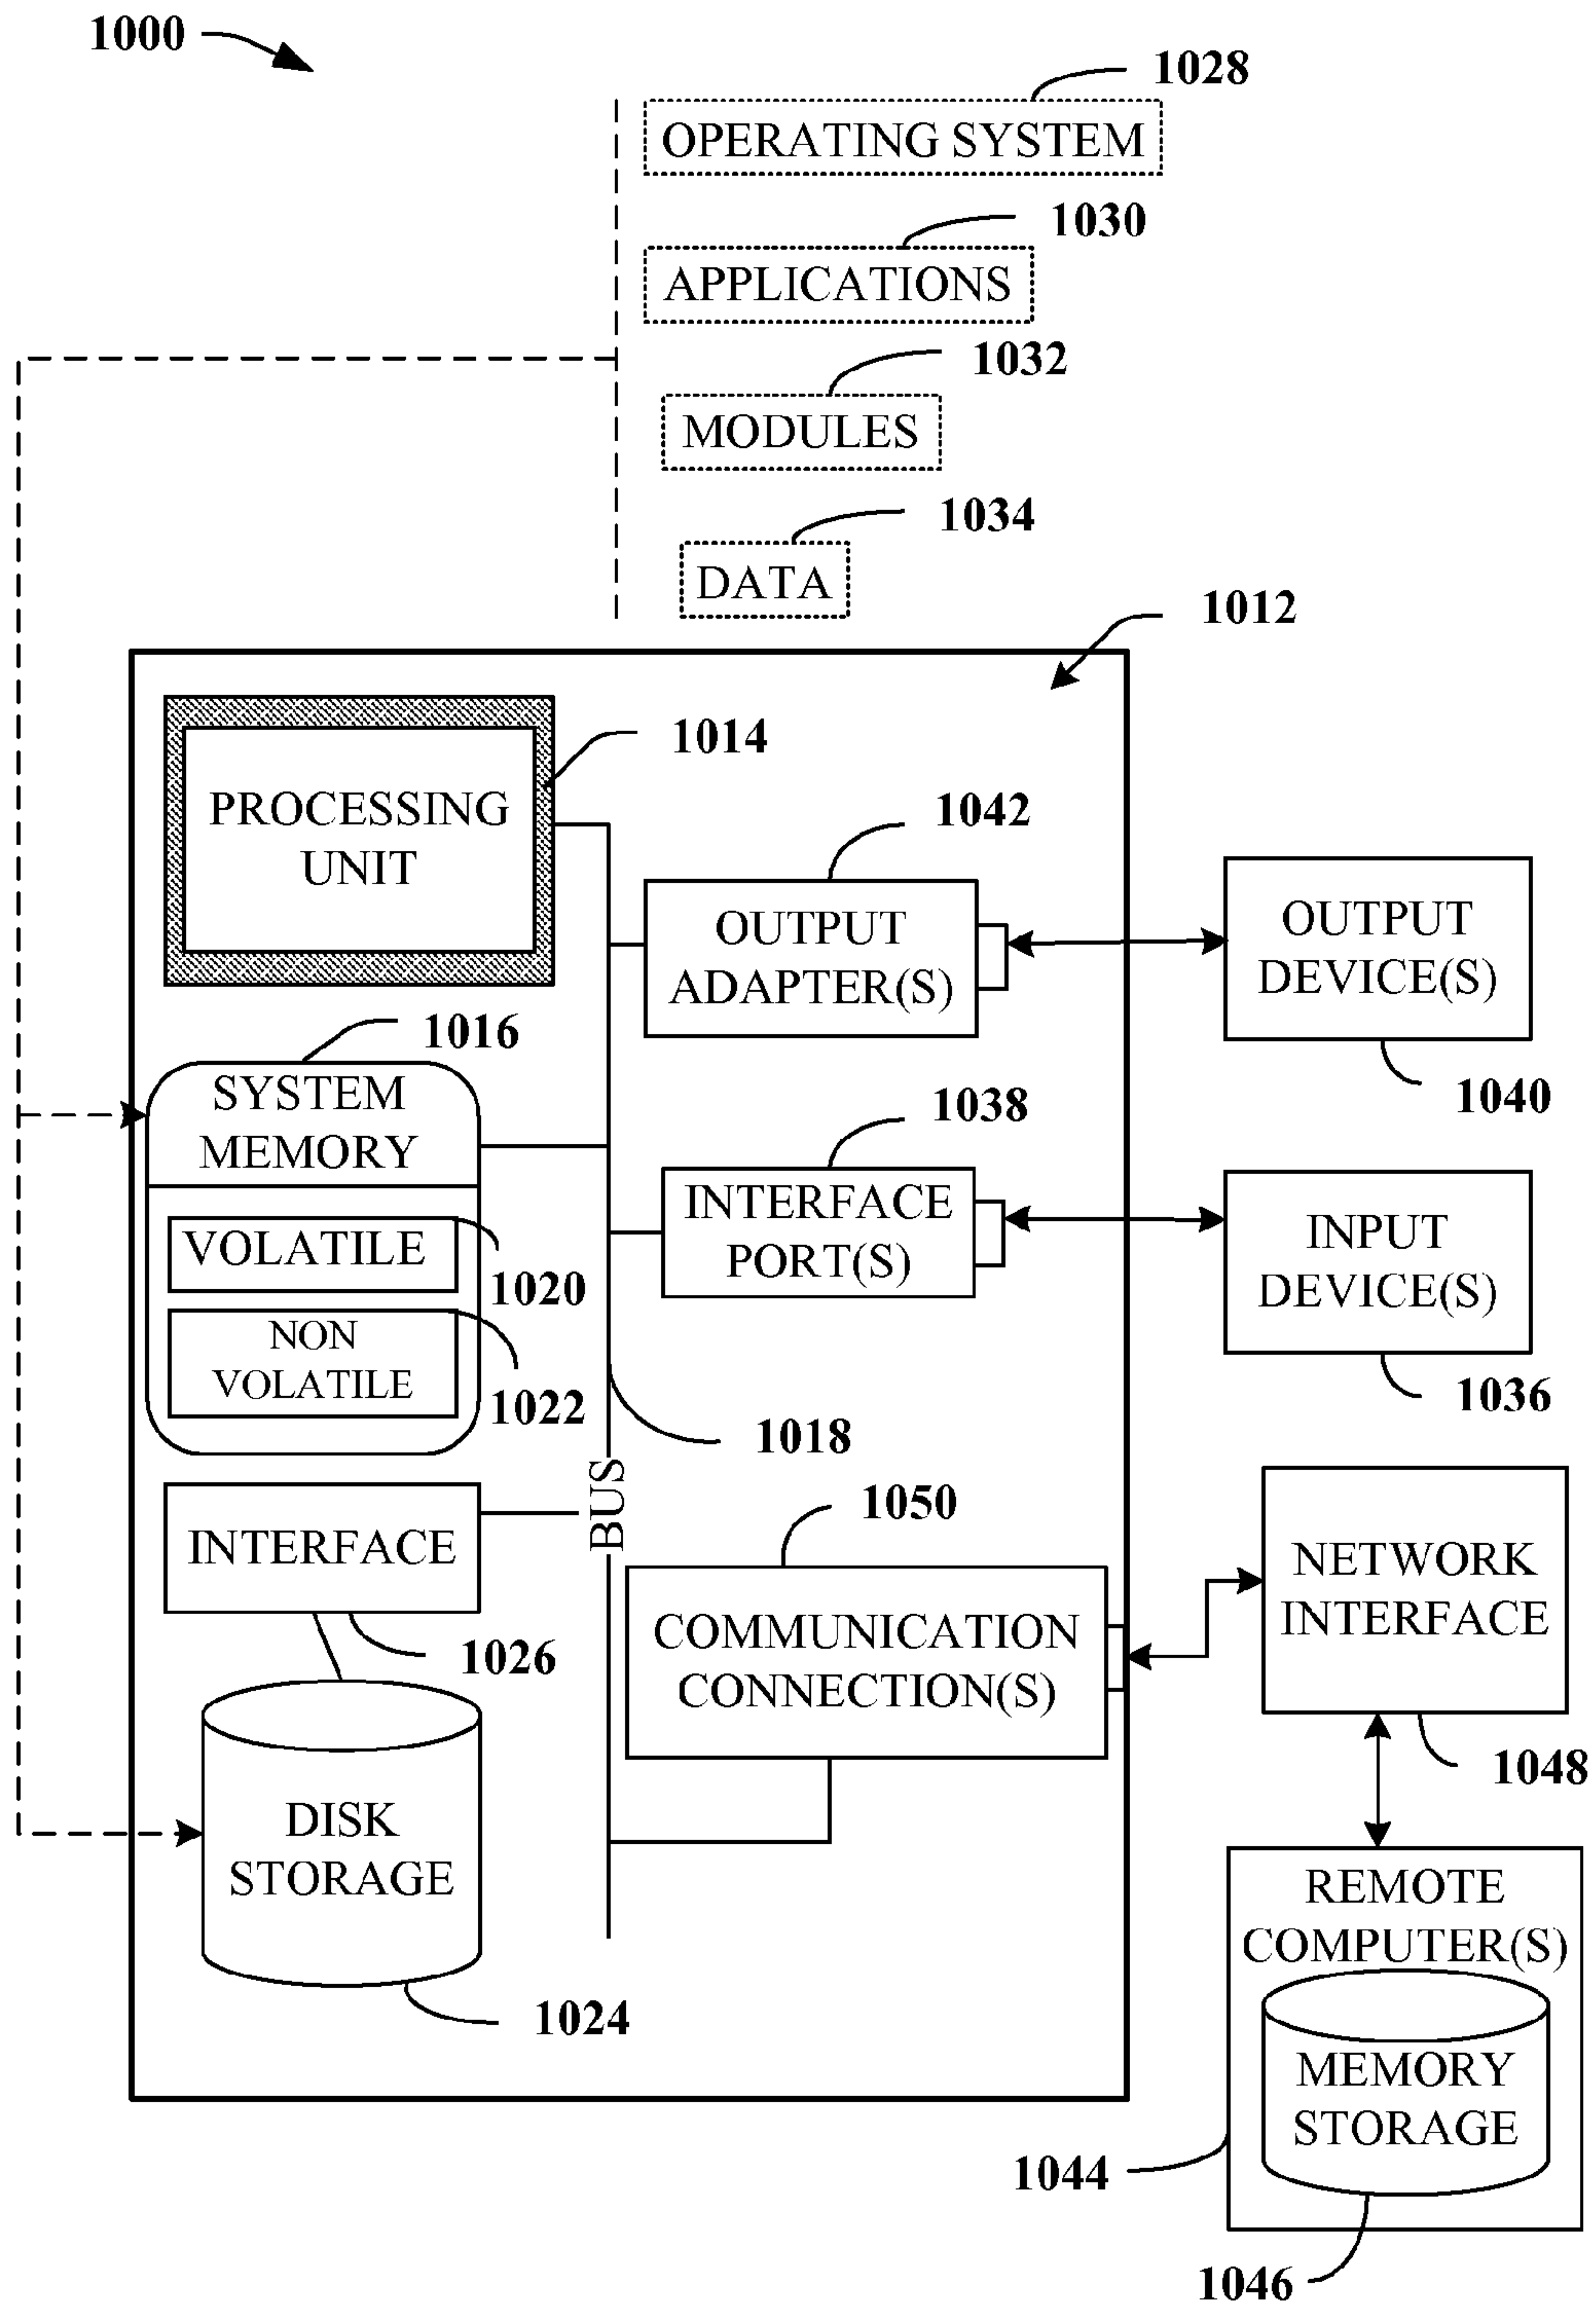 1000
1028
OPERATING SYSTEM
1030
APPLICATIONS
1032
MODULES
1034
DATA
1012
PROCESSING
UNIT
1014
1042
OUTPUT
ADAPTER(S)
OUTPUT
DEVICE(S)
1040
1016
SYSTEM
MEMORY
VOLATILE
1020
NON
VOLATILE
1022
1038
INTERFACE
PORT(S)
INPUT
DEVICE(S)
1036
1018
BUS
INTERFACE
1026
1050
COMMUNICATION
CONNECTION(S)
NETWORK
INTERFACE
1048
DISK
STORAGE
1024
REMOTE
COMPUTER(S)
MEMORY
STORAGE
1044
1046